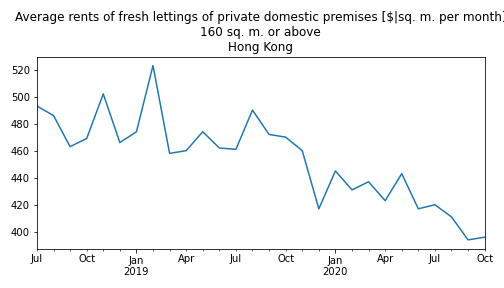 Average rents of fresh lettings of private domestic premises [$|sq. m. per month]
160 sq. m. or above
Hong Kong
520
500
480
460
440
420
400
Jul Oct Jan Apr Jul Oct Jan Apr Jul Oct
2019 2020